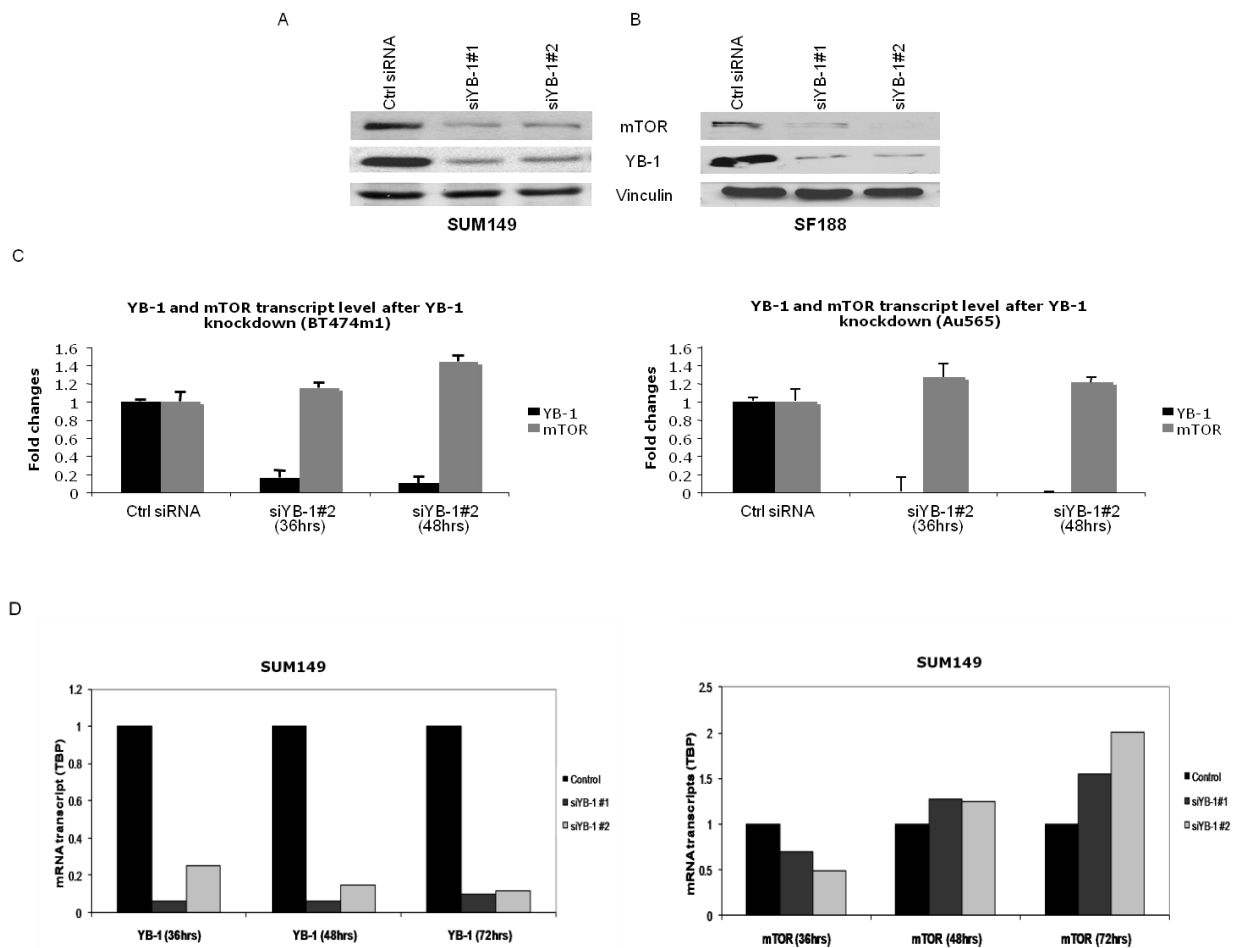 A
B
Ctrl siRNA
siYB-1#1
siYB-1#2
Ctrl siRNA
siYB-1#1
siYB-1#2
mTOR
YB-1
Vinculin
SUM149
SF188
C
YB-1 and mTOR transcript level after YB-1
knockdown (BT474m1)
Fold changes
1.6
1.4
1.2
1
0.8
0.6
0.4
0.2
0
Ctrl siRNA
siYB-1#2
(36hrs)
siYB-1#2
(48hrs)
YB-1
mTOR
YB-1 and mTOR transcript level after YB-1
knockdown (Au565)
Fold changes
1.6
1.4
1.2
1
0.8
0.6
0.4
0.2
0
Ctrl siRNA
siYB-1#2
(36hrs)
siYB-1#2
(48hrs)
YB-1
mTOR
D
SUM149
mRNA transcript (TBP)
1.2
1
0.8
0.6
0.4
0.2
0
YB-1 (36hrs)
YB-1 (48hrs)
YB-1 (72hrs)
Control
siYB-1 #1
siYB-1 #2
SUM149
mRNA transcripts (TBP)
2.5
2
1.5
1
0.5
0
mTOR (36hrs)
mTOR (48hrs)
mTOR (72hrs)
Control
siYB-1#1
siYB-1 #2